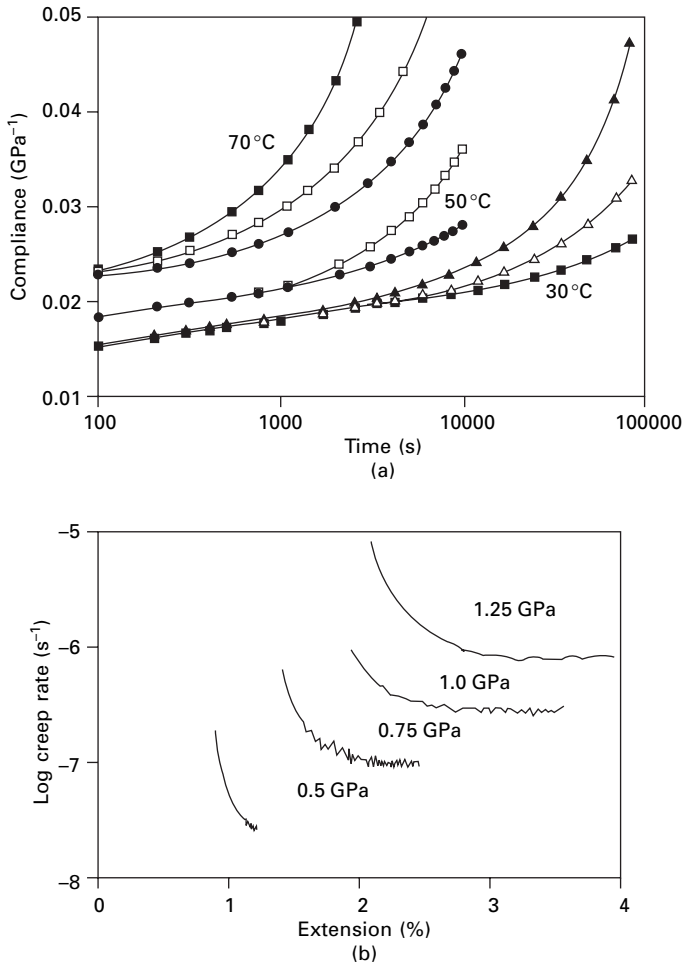 0.05
0.04
0.03
0.02
0.01
Compliance (GPa⁻¹)
70°C
50°C
30°C
100 1000 10000 100000
Time (s)
(a)
−5
−6
−7
−8
Log creep rate (s⁻¹)
1.25 GPa
1.0 GPa
0.75 GPa
0.5 GPa
0 1 2 3 4
Extension (%)
(b)